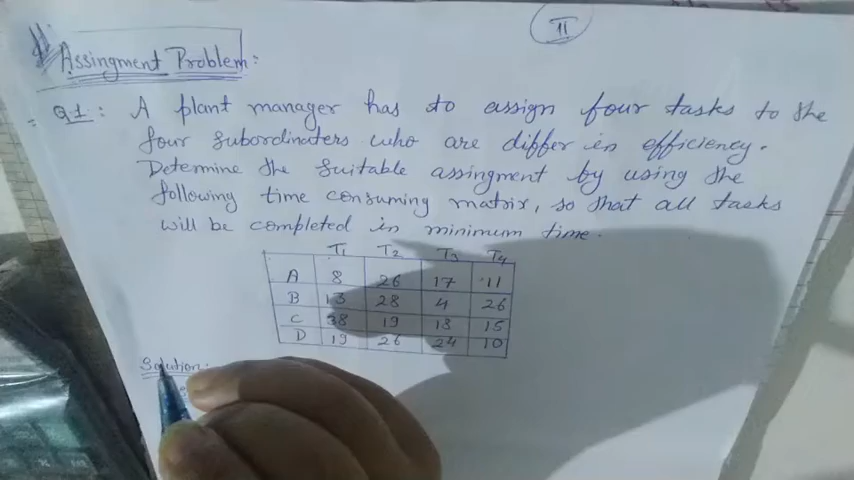 II
Assingment Problem:
Q1: A plant manager has to assign four tasks to the
four subordinaters who are differ in efficiency.
Determine the suitable assingment by using the
following time consuming matrix, so that all tasks
will be completed in minimum time.
T1 T2 T3 T4
A 8 26 17 11
B 13 28 4 26
C 38 19 18 15
D 19 26 24 10
Solution: